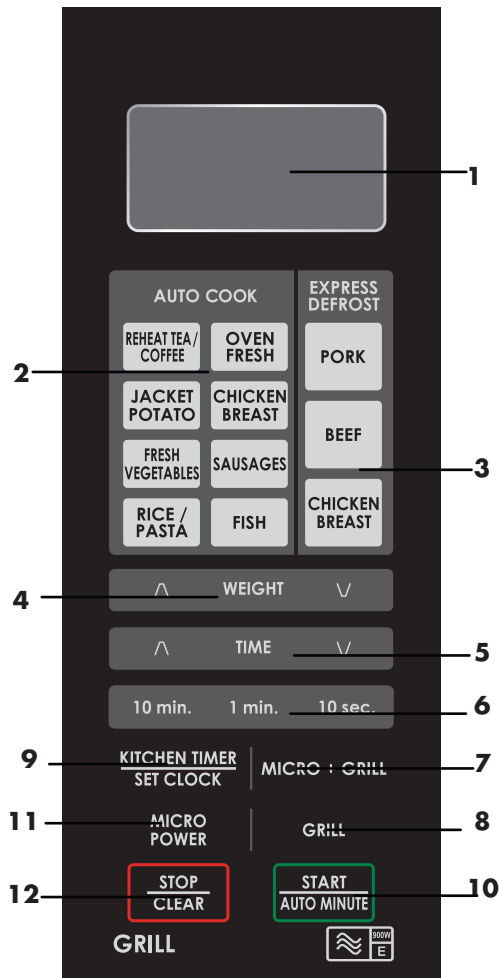 1
AUTO COOK
EXPRESS
DEFROST
REHEAT TEA /
COFFEE
OVEN
FRESH
PORK
2
JACKET
POTATO
CHICKEN
BREAST
BEEF
FRESH
VEGETABLES
SAUSAGES
3
RICE /
PASTA
FISH
CHICKEN
BREAST
4
WEIGHT
TIME
5
10 min.
1 min.
10 sec.
6
9
KITCHEN TIMER
SET CLOCK
MICRO + GRILL
7
11
MICRO
POWER
GRILL
8
12
STOP
CLEAR
START
AUTO MINUTE
10
GRILL
900W
E